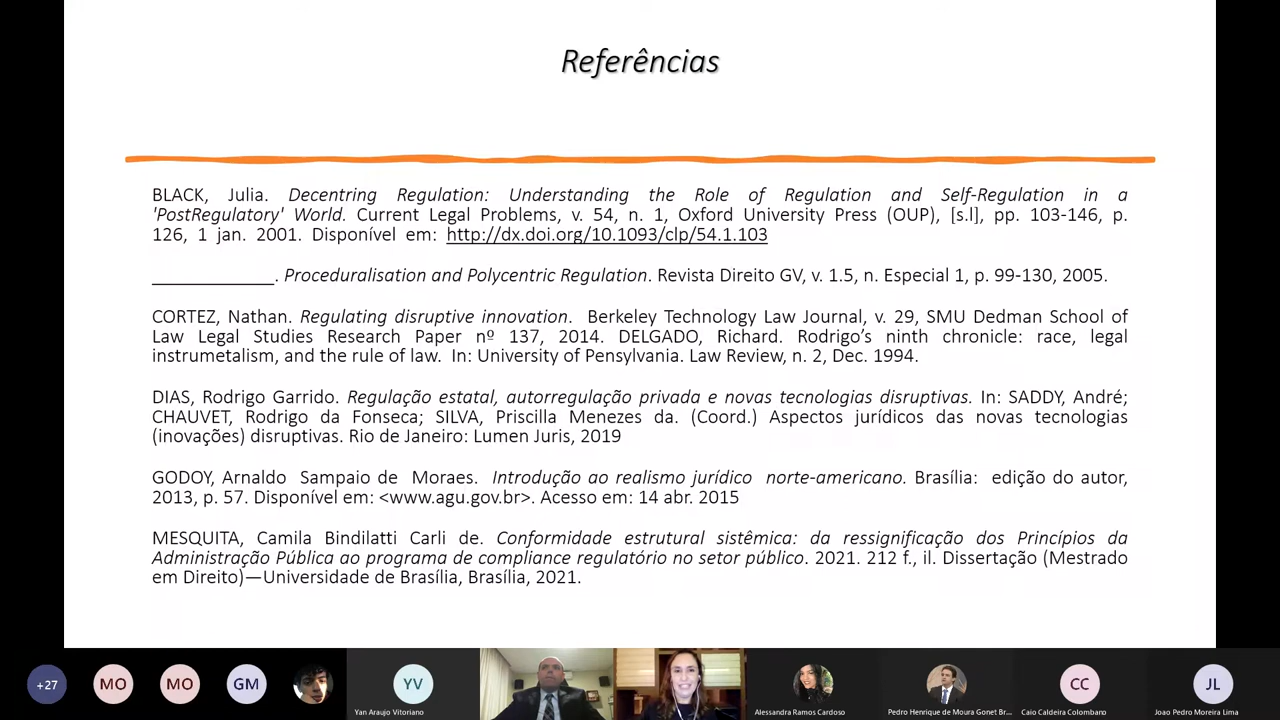 Referências
BLACK, Julia. Decentring Regulation: Understanding the Role of Regulation and Self-Regulation in a
'PostRegulatory' World. Current Legal Problems, v. 54, n. 1, Oxford University Press (OUP), [s.l], pp. 103-146, p.
126, 1 jan. 2001. Disponível em: http://dx.doi.org/10.1093/clp/54.1.103
____________. Proceduralisation and Polycentric Regulation. Revista Direito GV, v. 1.5, n. Especial 1, p. 99-130, 2005.
CORTEZ, Nathan. Regulating disruptive innovation. Berkeley Technology Law Journal, v. 29, SMU Dedman School of
Law Legal Studies Research Paper nº 137, 2014. DELGADO, Richard. Rodrigo’s ninth chronicle: race, legal
instrumetalism, and the rule of law. In: University of Pensylvania. Law Review, n. 2, Dec. 1994.
DIAS, Rodrigo Garrido. Regulação estatal, autorregulação privada e novas tecnologias disruptivas. In: SADDY, André;
CHAUVET, Rodrigo da Fonseca; SILVA, Priscilla Menezes da. (Coord.) Aspectos jurídicos das novas tecnologias
(inovações) disruptivas. Rio de Janeiro: Lumen Juris, 2019
GODOY, Arnaldo Sampaio de Moraes. Introdução ao realismo jurídico norte-americano. Brasília: edição do autor,
2013, p. 57. Disponível em: <www.agu.gov.br>. Acesso em: 14 abr. 2015
MESQUITA, Camila Bindilatti Carli de. Conformidade estrutural sistêmica: da ressignificação dos Princípios da
Administração Pública ao programa de compliance regulatório no setor público. 2021. 212 f., il. Dissertação (Mestrado
em Direito)—Universidade de Brasília, Brasília, 2021.
+27
MO
MO
GM
YV
CC
JL
Yan Araujo Vitoriano
Alessandra Ramos Cardoso
Pedro Henrique de Moura Gonet Br...
Caio Caldeira Colombano
Joao Pedro Moreira Lima